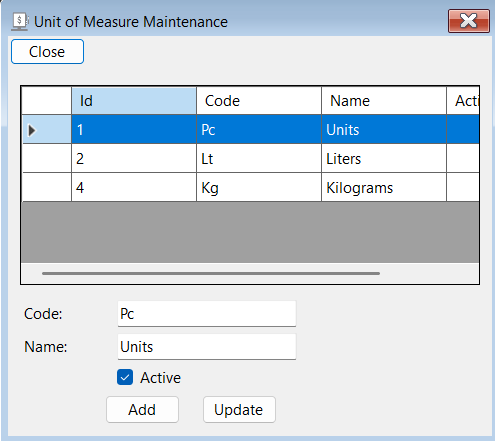 Unit of Measure Maintenance
Close
Id Code Name Acti
1 Pc Units
2 Lt Liters
4 Kg Kilograms
Code: Pc
Name: Units
Active
Add Update